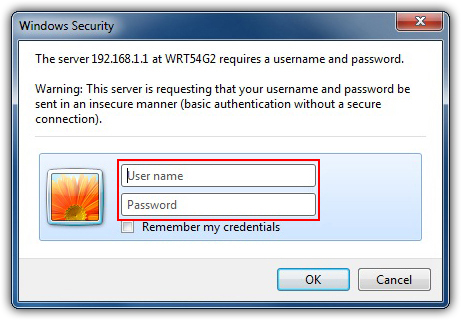 Windows Security
The server 192.168.1.1 at WRT54G2 requires a username and password.
Warning: This server is requesting that your username and password be
sent in an insecure manner (basic authentication without a secure
connection).
User name
Password
Remember my credentials
OK
Cancel